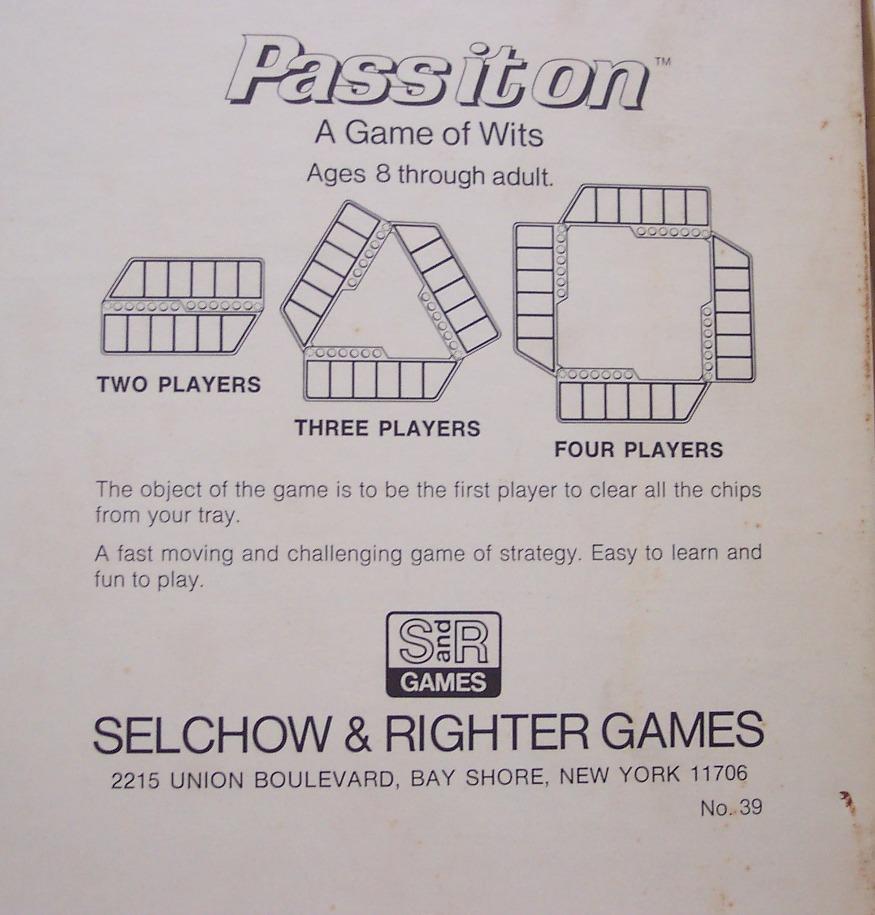 Pass it on™
A Game of Wits
Ages 8 through adult.
TWO PLAYERS
THREE PLAYERS
FOUR PLAYERS
The object of the game is to be the first player to clear all the chips
from your tray.
A fast moving and challenging game of strategy. Easy to learn and
fun to play.
S and R
GAMES
SELCHOW & RIGHTER GAMES
2215 UNION BOULEVARD, BAY SHORE, NEW YORK 11706
No. 39